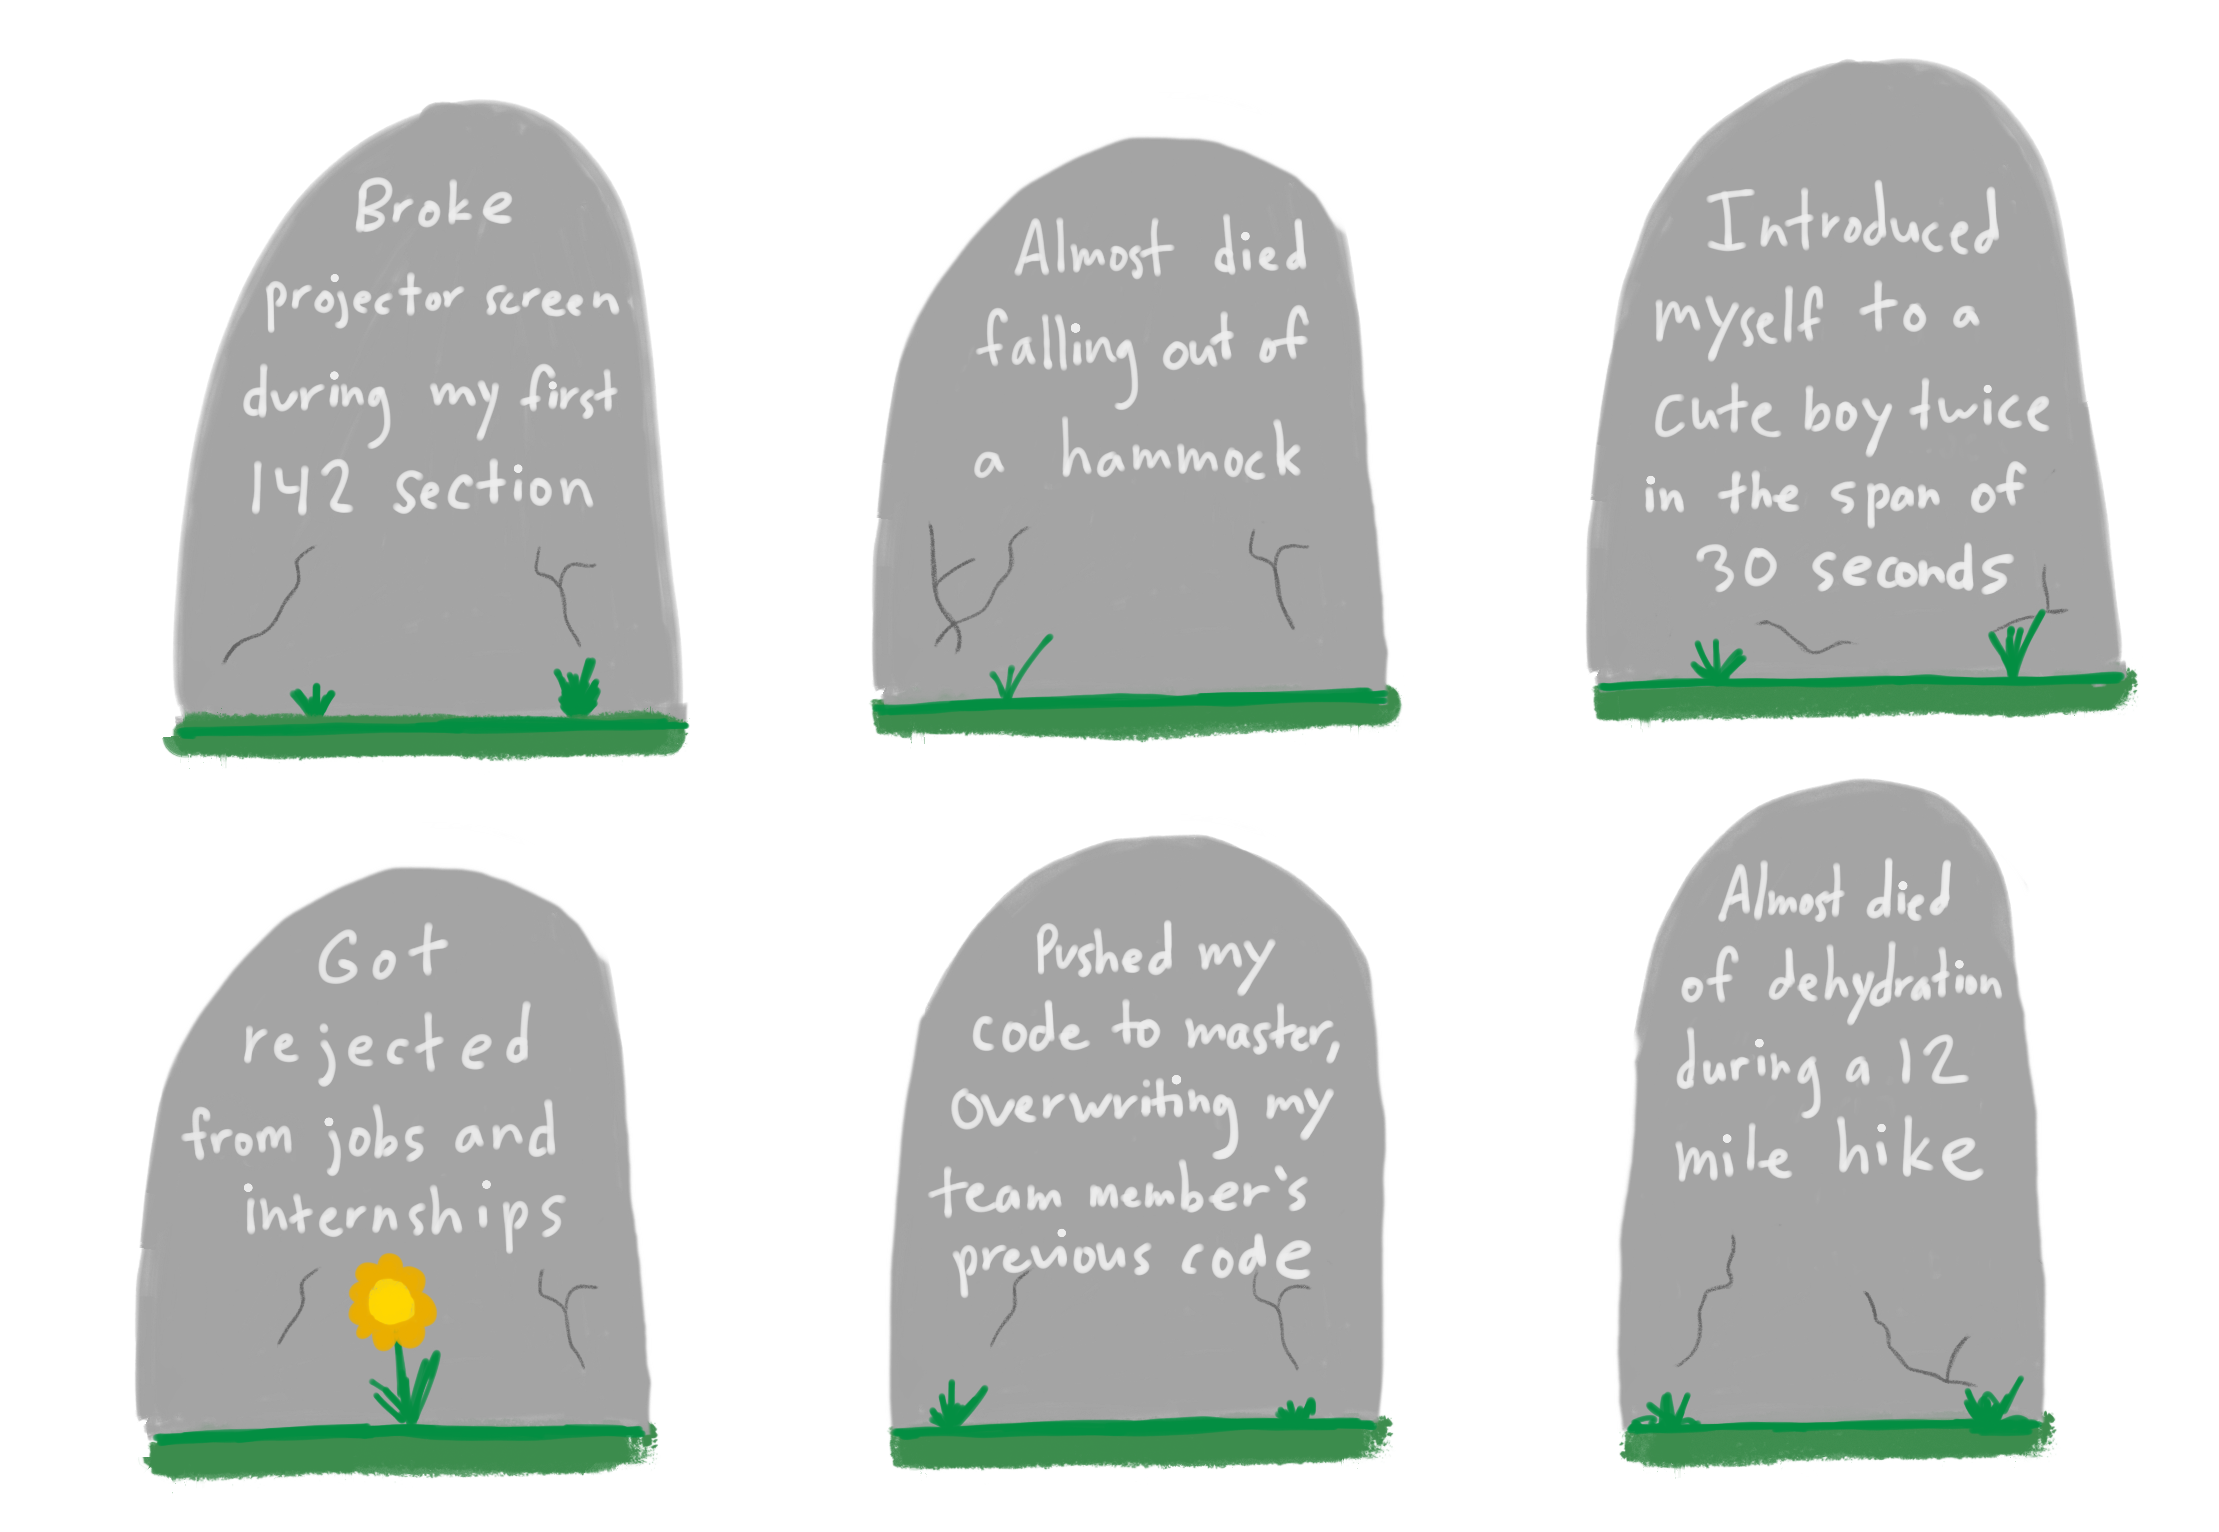 Broke
projector screen
during my first
142 section
Almost died
falling out of
a hammock
Introduced
myself to a
cute boy twice
in the span of
30 seconds
Got
rejected
from jobs and
internships
Pushed my
code to master,
overwriting my
team member's
previous code
Almost died
of dehydration
during a 12
mile hike